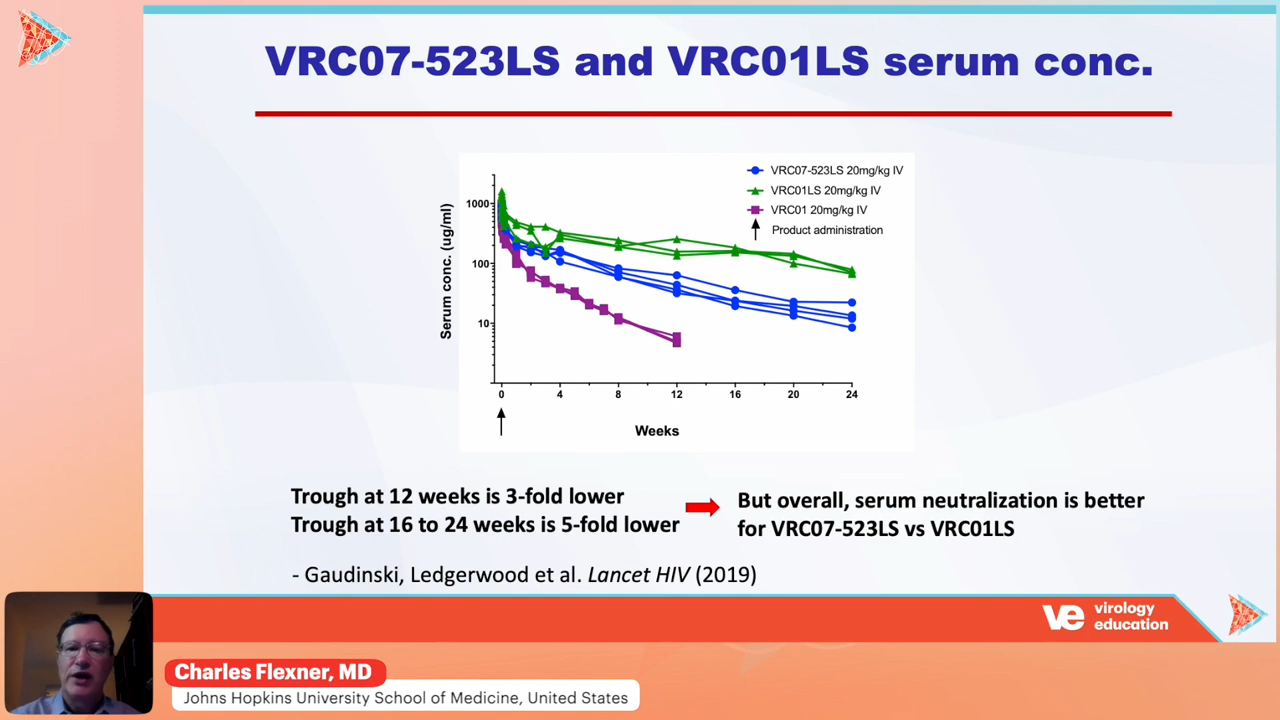 VRC07-523LS and VRC01LS serum conc.
VRC07-523LS 20mg/kg IV
VRC01LS 20mg/kg IV
VRC01 20mg/kg IV
Product administration
Serum conc. (ug/ml)
1000
100
10
0 4 8 12 16 20 24
Weeks
Trough at 12 weeks is 3-fold lower
Trough at 16 to 24 weeks is 5-fold lower
But overall, serum neutralization is better
for VRC07-523LS vs VRC01LS
- Gaudinski, Ledgerwood et al. Lancet HIV (2019)
ve virology
education
Charles Flexner, MD
Johns Hopkins University School of Medicine, United States